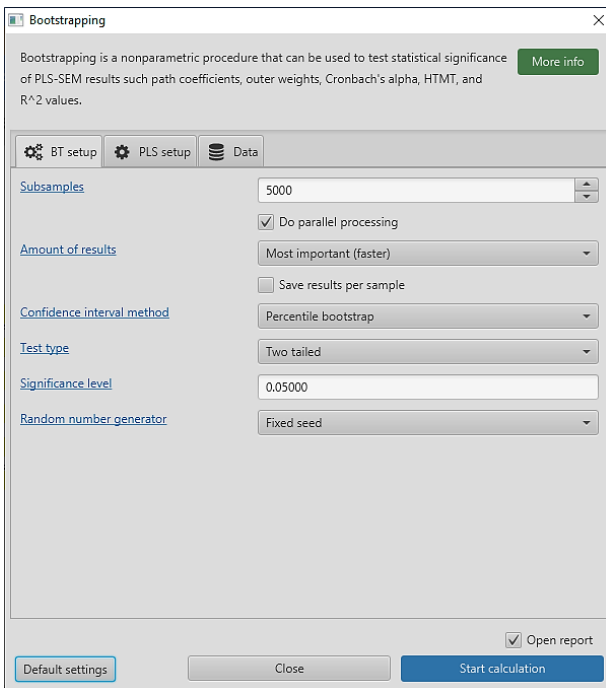 Bootstrapping
Bootstrapping is a nonparametric procedure that can be used to test statistical significance
of PLS-SEM results such path coefficients, outer weights, Cronbach's alpha, HTMT, and
R^2 values.
More info
BT setup PLS setup Data
Subsamples 5000
Do parallel processing
Amount of results Most important (faster)
Save results per sample
Confidence interval method Percentile bootstrap
Test type Two tailed
Significance level 0.05000
Random number generator Fixed seed
Open report
Default settings Close Start calculation